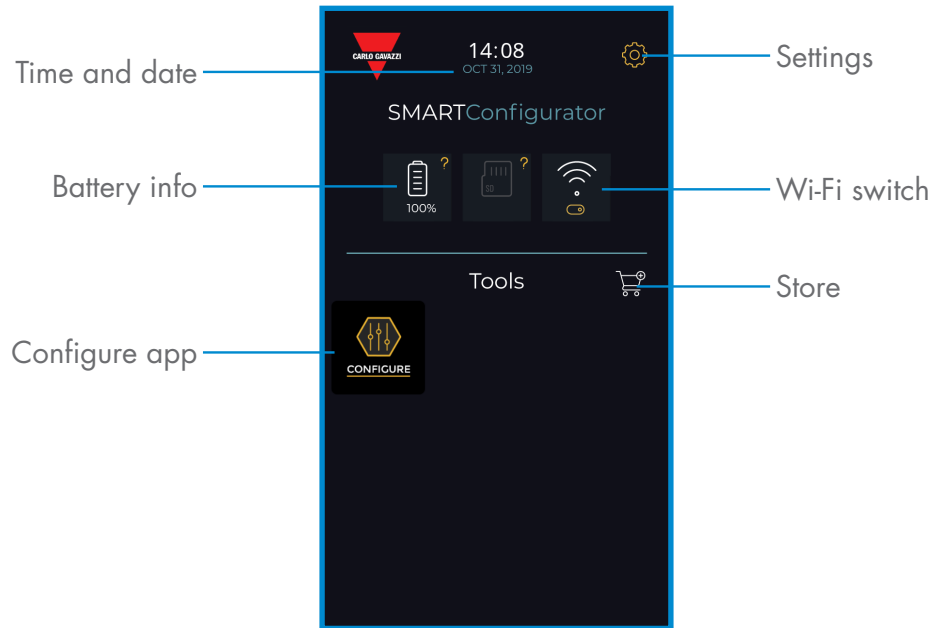 CARLO GAVAZZI
14:08
OCT 31, 2019
Time and date
Settings
SMARTConfigurator
?
?
SD
100%
Battery info
Wi-Fi switch
Tools
Store
CONFIGURE
Configure app